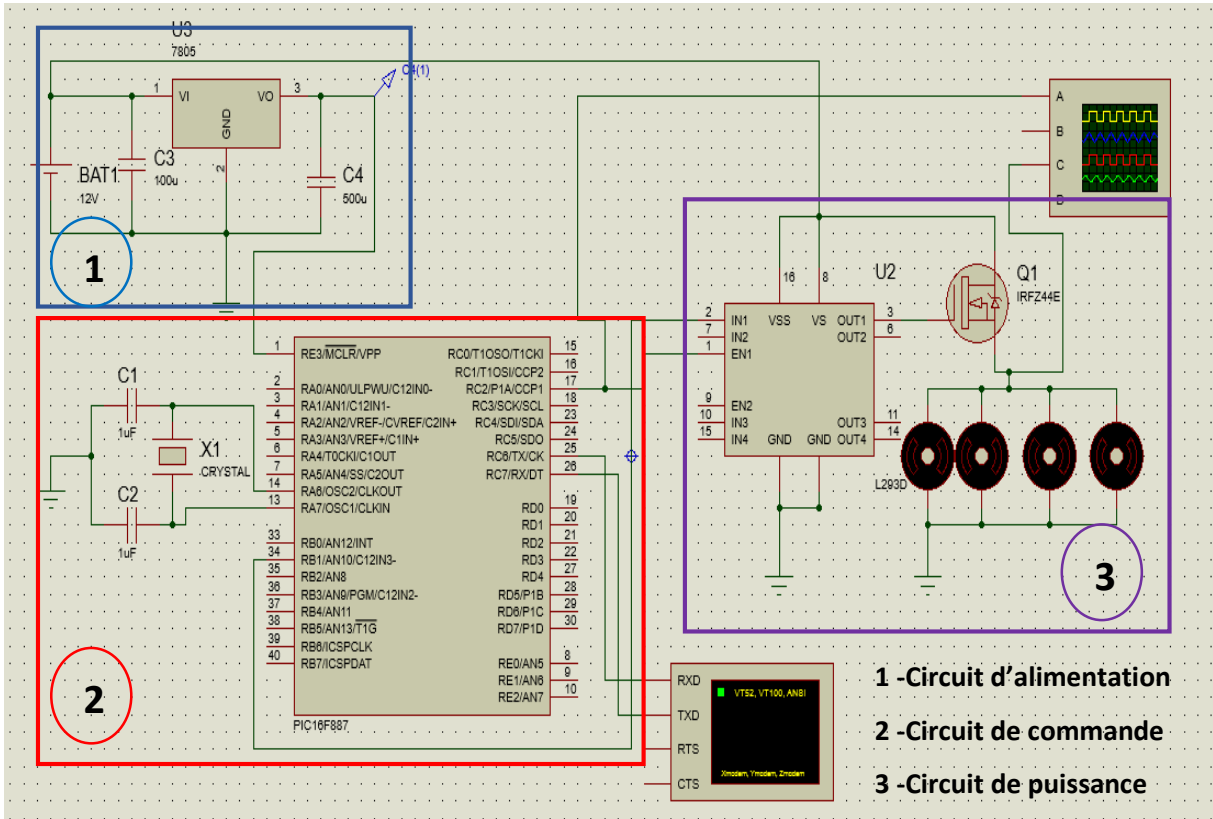 U3
7805
C4(1)
1 VI VO 3
GND
2
BAT1
12V
C3
100u
C4
500u
1
A
B
C
D
16 8
U2
Q1
IRFZ44E
2 IN1 VSS VS OUT1 3
7 IN2 OUT2 6
1 EN1
9 EN2
10 IN3 OUT3 11
15 IN4 GND GND OUT4 14
L293D
3
C1
1uF
X1
CRYSTAL
C2
1uF
1 RE3/MCLR/VPP RC0/T1OSO/T1CKI 15
RC1/T1OSI/CCP2 16
2 RA0/AN0/ULPWU/C12IN0- RC2/P1A/CCP1 17
3 RA1/AN1/C12IN1- RC3/SCK/SCL 18
4 RA2/AN2/VREF-/CVREF/C2IN+ RC4/SDI/SDA 23
5 RA3/AN3/VREF+/C1IN+ RC5/SDO 24
6 RA4/T0CKI/C1OUT RC6/TX/CK 25
7 RA5/AN4/SS/C2OUT RC7/RX/DT 26
14 RA6/OSC2/CLKOUT
13 RA7/OSC1/CLKIN RD0 19
RD1 20
33 RB0/AN12/INT RD2 21
34 RB1/AN10/C12IN3- RD3 22
35 RB2/AN8 RD4 27
36 RB3/AN9/PGM/C12IN2- RD5/P1B 28
37 RB4/AN11 RD6/P1C 29
38 RB5/AN13/T1G RD7/P1D 30
39 RB6/ICSPCLK
40 RB7/ICSPDAT RE0/AN5 8
RE1/AN6 9
RE2/AN7 10
PIC16F887
2
RXD
TXD
RTS
CTS
VT52, VT100, ANSI
Xmodem, Ymodem, Zmodem
1 -Circuit d’alimentation
2 -Circuit de commande
3 -Circuit de puissance